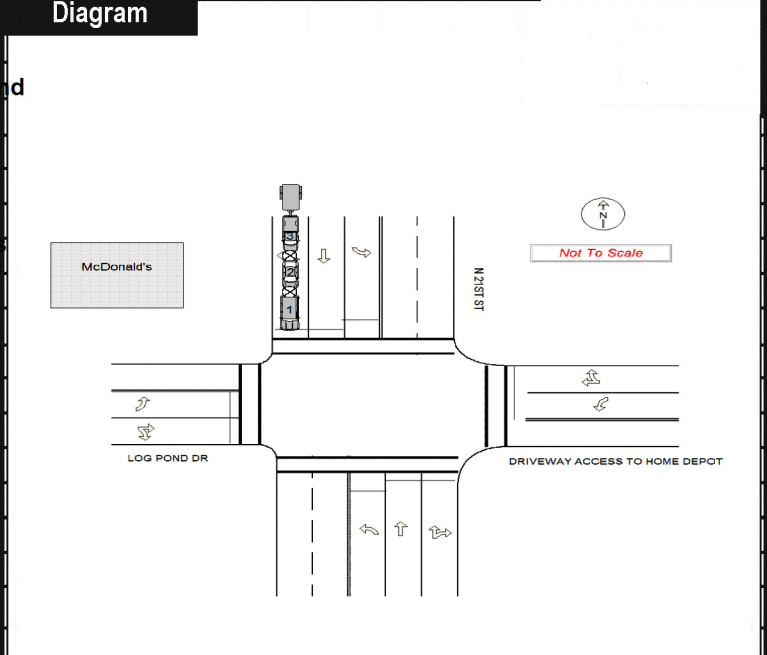 Diagram
nd
N
Not To Scale
McDonald's
3
2
1
N 21ST ST
LOG POND DR
DRIVEWAY ACCESS TO HOME DEPOT